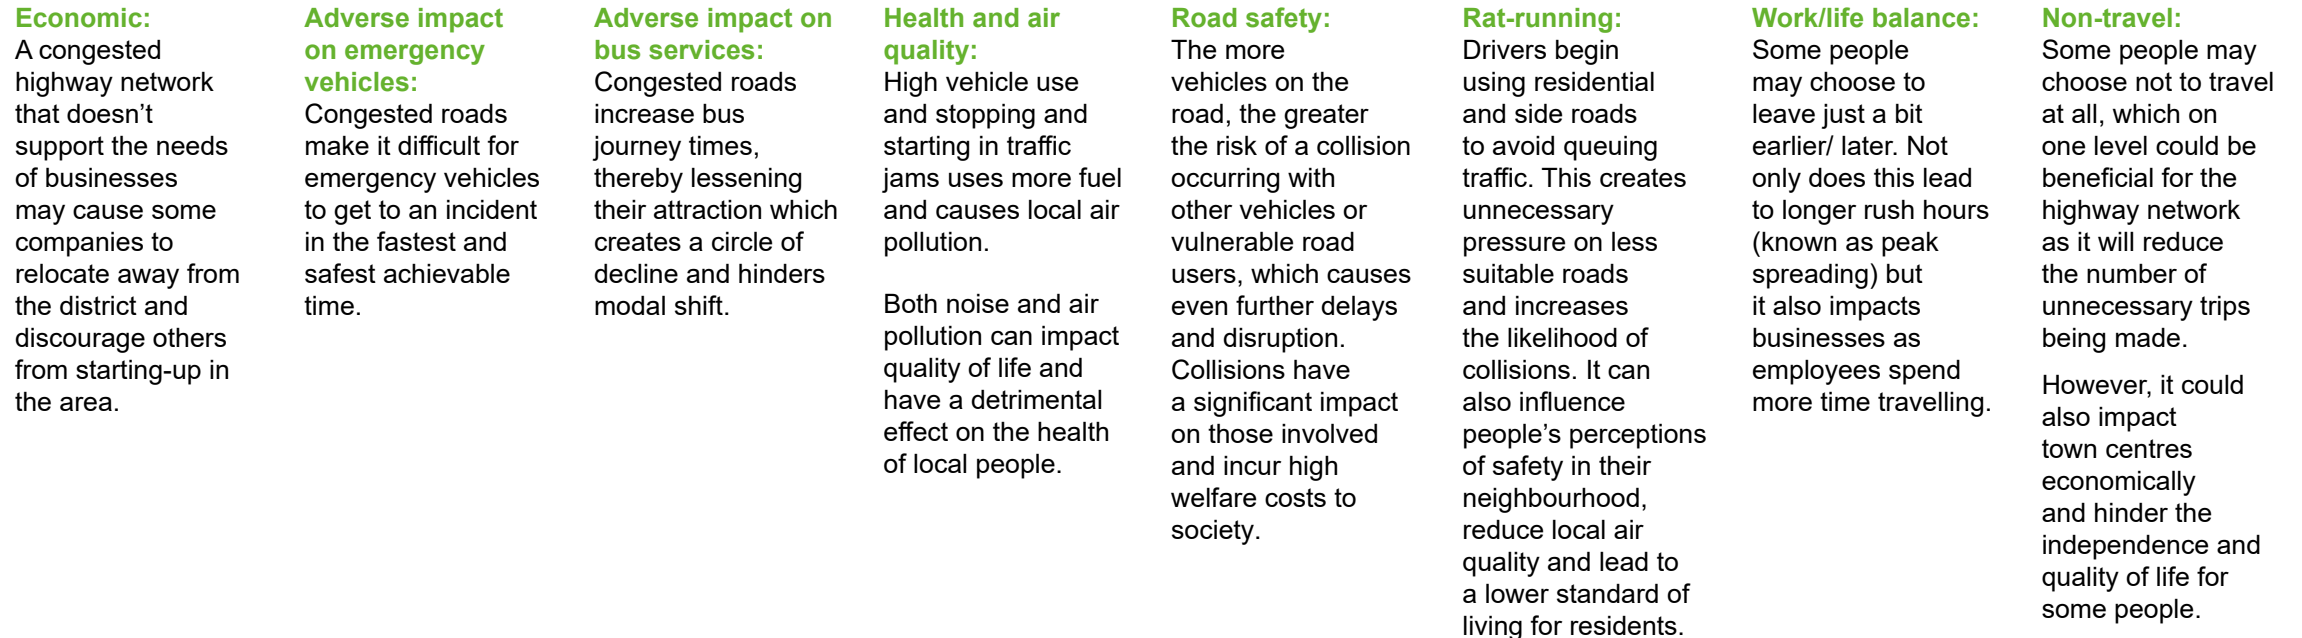 Economic:
A congested
highway network
that doesn’t
support the needs
of businesses
may cause some
companies to
relocate away from
the district and
discourage others
from starting-up in
the area.
Adverse impact
on emergency
vehicles:
Congested roads
make it difficult for
emergency vehicles
to get to an incident
in the fastest and
safest achievable
time.
Adverse impact on
bus services:
Congested roads
increase bus
journey times,
thereby lessening
their attraction which
creates a circle of
decline and hinders
modal shift.
Health and air
quality:
High vehicle use
and stopping and
starting in traffic
jams uses more fuel
and causes local air
pollution.
Both noise and air
pollution can impact
quality of life and
have a detrimental
effect on the health
of local people.
Road safety:
The more
vehicles on the
road, the greater
the risk of a collision
occurring with
other vehicles or
vulnerable road
users, which causes
even further delays
and disruption.
Collisions have
a significant impact
on those involved
and incur high
welfare costs to
society.
Rat-running:
Drivers begin
using residential
and side roads
to avoid queuing
traffic. This creates
unnecessary
pressure on less
suitable roads
and increases
the likelihood of
collisions. It can
also influence
people’s perceptions
of safety in their
neighbourhood,
reduce local air
quality and lead to
a lower standard of
living for residents.
Work/life balance:
Some people
may choose to
leave just a bit
earlier/ later. Not
only does this lead
to longer rush hours
(known as peak
spreading) but
it also impacts
businesses as
employees spend
more time travelling.
Non-travel:
Some people may
choose not to travel
at all, which on
one level could be
beneficial for the
highway network
as it will reduce
the number of
unnecessary trips
being made.
However, it could
also impact
town centres
economically
and hinder the
independence and
quality of life for
some people.